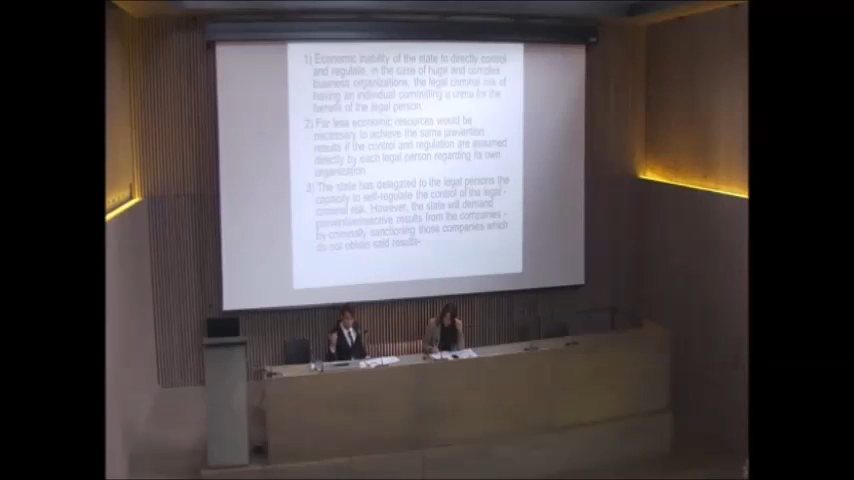 1) Economic inability of the state to directly control
and regulate, in the case of huge and complex
business organizations, the legal criminal risk of
having an individual committing a crime for the
benefit of the legal person.
2) Far less economic resources would be
necessary to achieve the same prevention
results if the control and regulation are assumed
directly by each legal person regarding its own
organization.
3) The state has delegated to the legal persons the
capacity to self-regulate the control of the legal -
criminal risk. However, the state will demand
preventive/reactive results from the companies -
by criminally sanctioning those companies which
do not obtain said results-